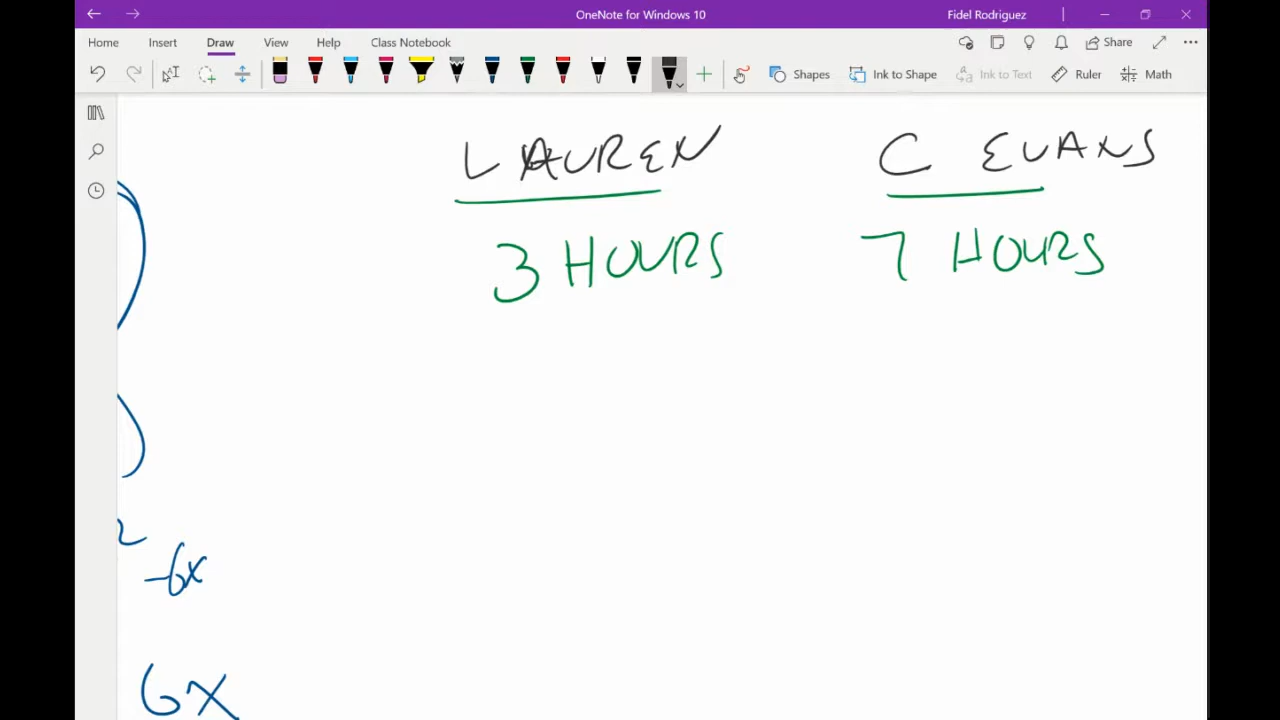 OneNote for Windows 10
Fidel Rodriguez
Home Insert Draw View Help Class Notebook
Share
Shapes Ink to Shape Ink to Text Ruler Math
LAUREN C EVANS
3 HOURS 7 HOURS
2
-6x
6x